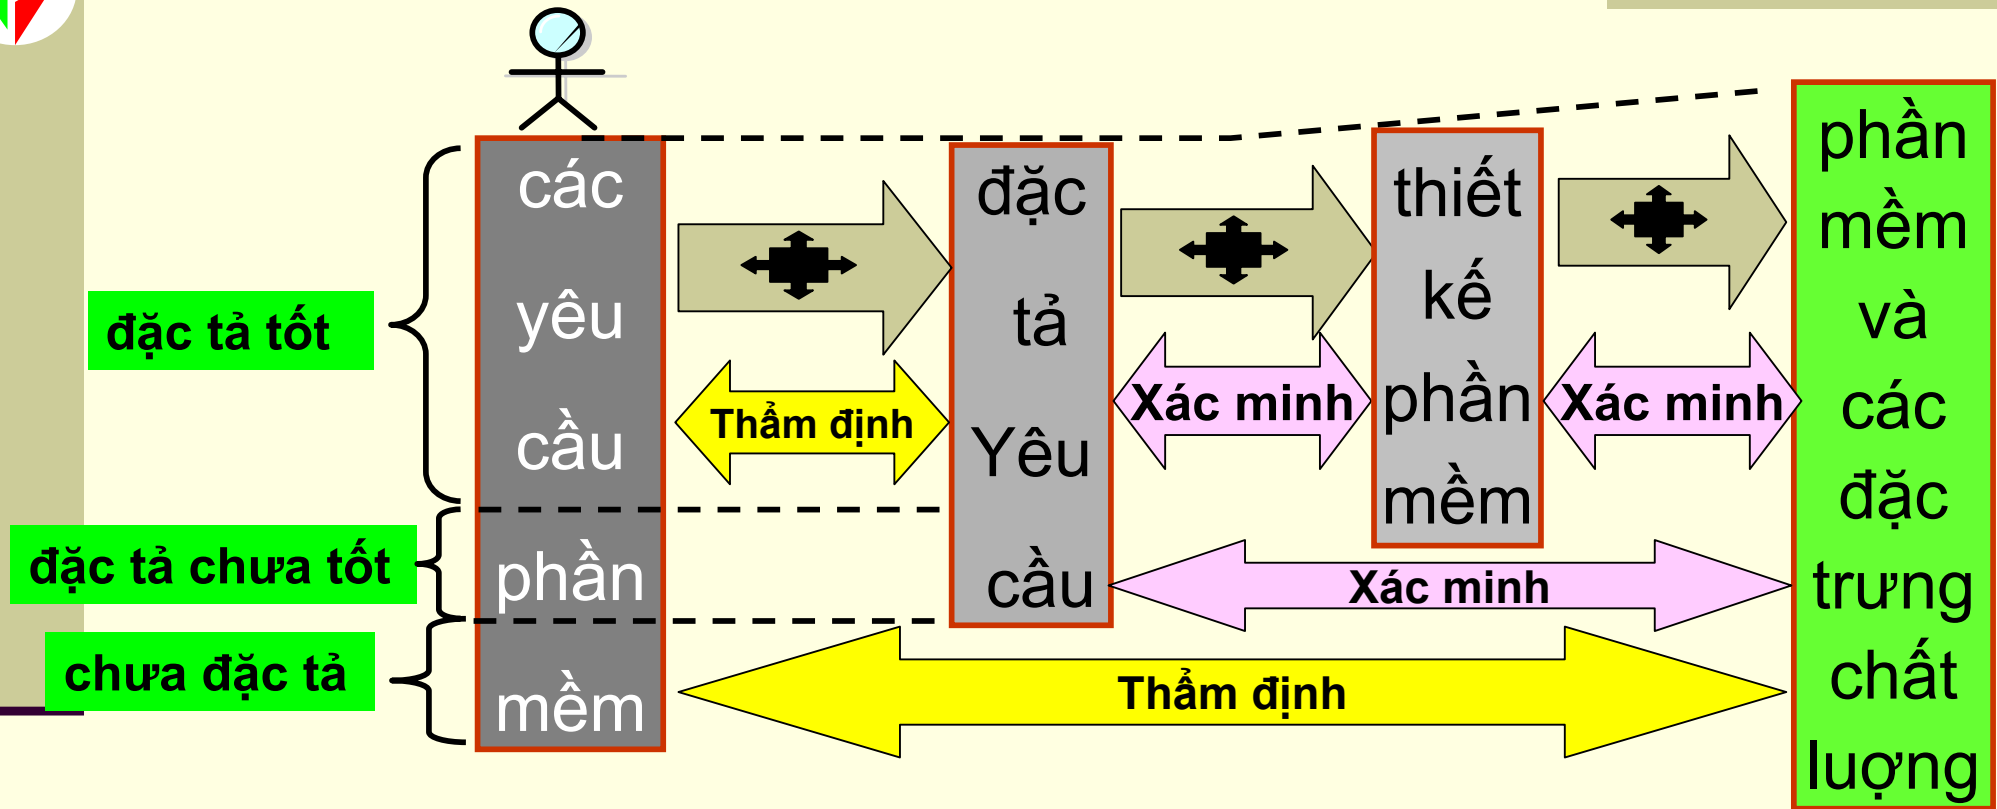 đặc tả tốt
đặc tả chưa tốt
chưa đặc tả
các
yêu
cầu
phần
mềm
Thẩm định
đặc
tả
Yêu
cầu
Xác minh
thiết
kế
phần
mềm
Xác minh
Xác minh
Thẩm định
phần
mềm
và
các
đặc
trưng
chất
luợng